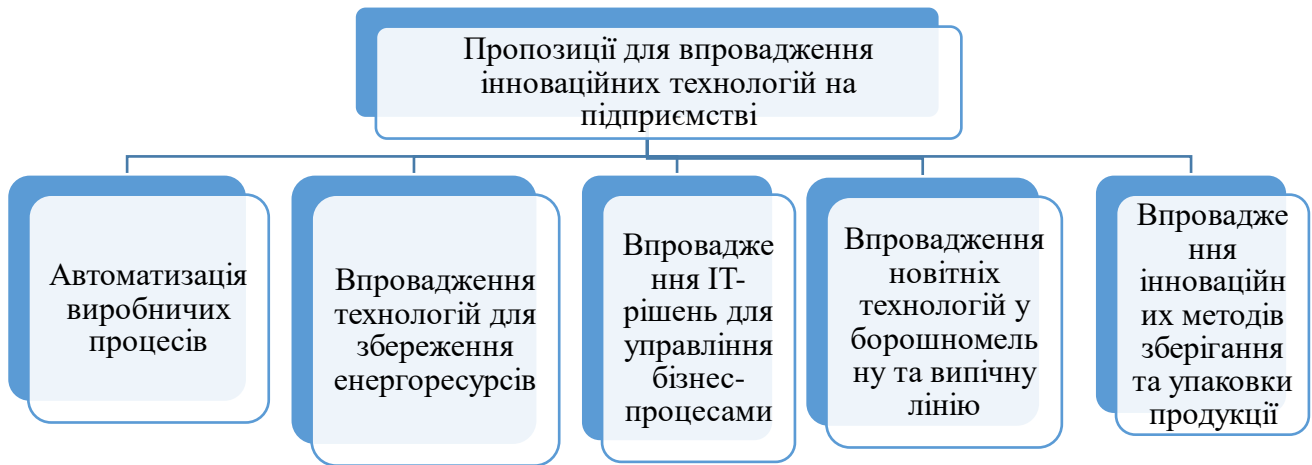 Пропозиції для впровадження
інноваційних технологій на
підприємстві
Автоматизація
виробничих
процесів
Впровадження
технологій для
збереження
енергоресурсів
Впровадже
ння ІТ-
рішень для
управління
бізнес-
процесами
Впровадження
новітніх
технологій у
борошномель
ну та випічну
лінію
Впровадже
ння
інноваційн
их методів
зберігання
та упаковки
продукції